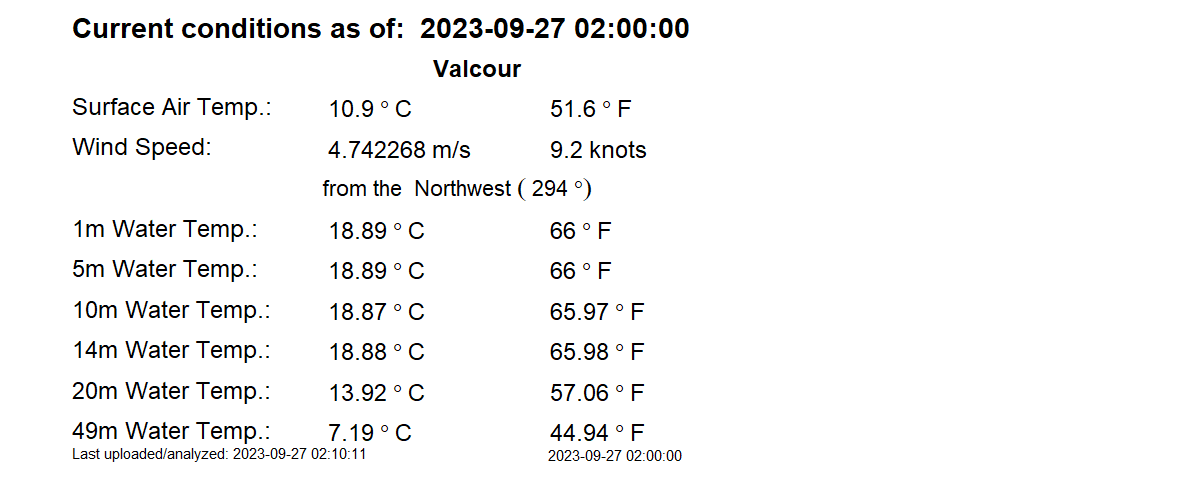 Current conditions as of: 2023-09-27 02:00:00
Valcour
Surface Air Temp.: 10.9 ° C 51.6 ° F
Wind Speed: 4.742268 m/s 9.2 knots
from the Northwest ( 294 °)
1m Water Temp.: 18.89 ° C 66 ° F
5m Water Temp.: 18.89 ° C 66 ° F
10m Water Temp.: 18.87 ° C 65.97 ° F
14m Water Temp.: 18.88 ° C 65.98 ° F
20m Water Temp.: 13.92 ° C 57.06 ° F
49m Water Temp.: 7.19 ° C 44.94 ° F
Last uploaded/analyzed: 2023-09-27 02:10:11 2023-09-27 02:00:00